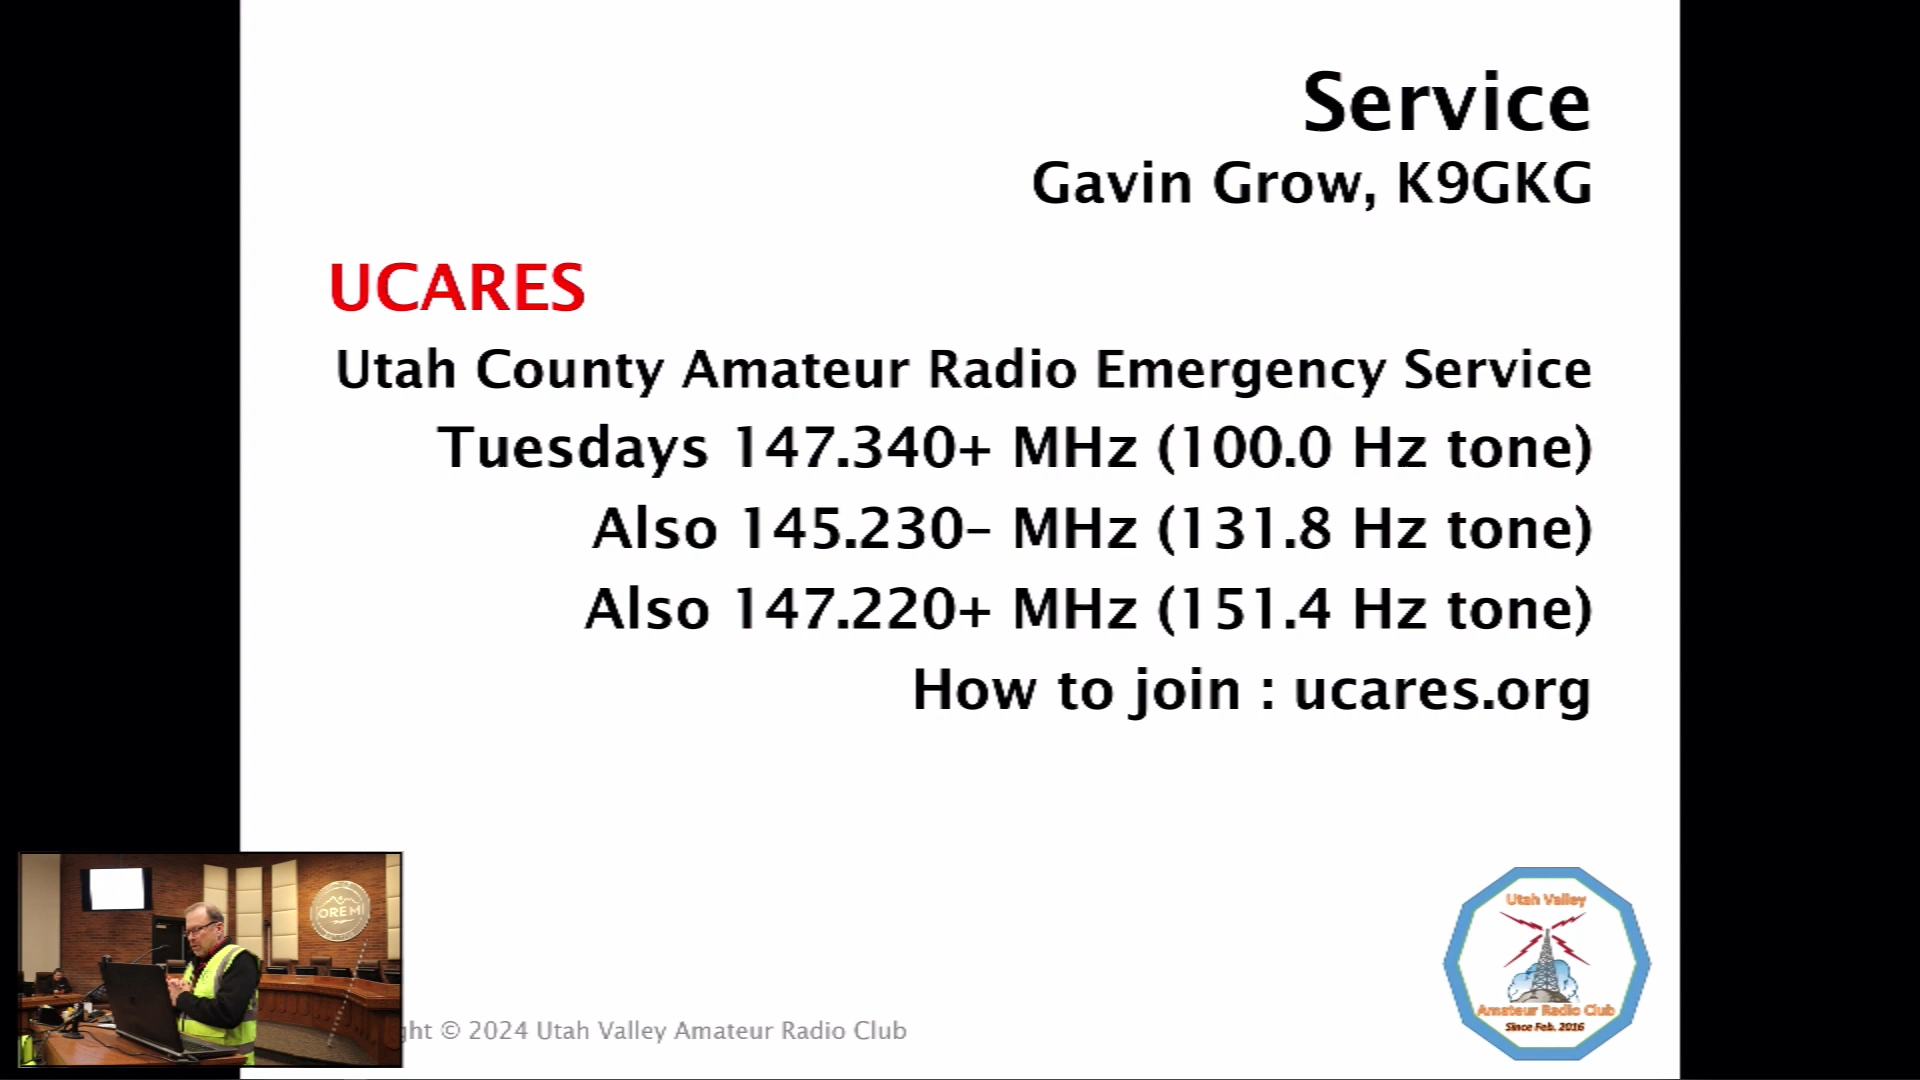 Service
Gavin Grow, K9GKG
UCARES
Utah County Amateur Radio Emergency Service
Tuesdays 147.340+ MHz (100.0 Hz tone)
Also 145.230– MHz (131.8 Hz tone)
Also 147.220+ MHz (151.4 Hz tone)
How to join : ucares.org
OREM
ght © 2024 Utah Valley Amateur Radio Club
Utah Valley
Amateur Radio Club
Since Feb. 2016